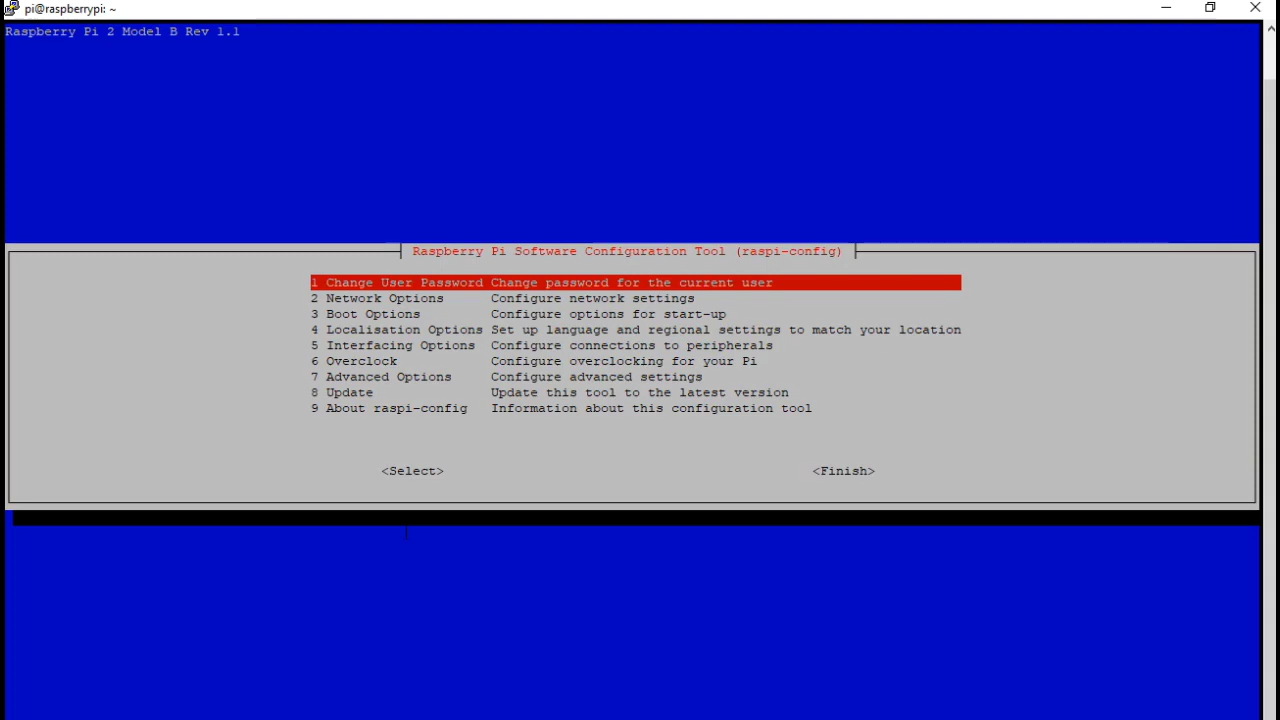 pi@raspberrypi: ~
Raspberry Pi 2 Model B Rev 1.1
Raspberry Pi Software Configuration Tool (raspi-config)
1 Change User Password Change password for the current user
2 Network Options Configure network settings
3 Boot Options Configure options for start-up
4 Localisation Options Set up language and regional settings to match your location
5 Interfacing Options Configure connections to peripherals
6 Overclock Configure overclocking for your Pi
7 Advanced Options Configure advanced settings
8 Update Update this tool to the latest version
9 About raspi-config Information about this configuration tool
<Select> <Finish>